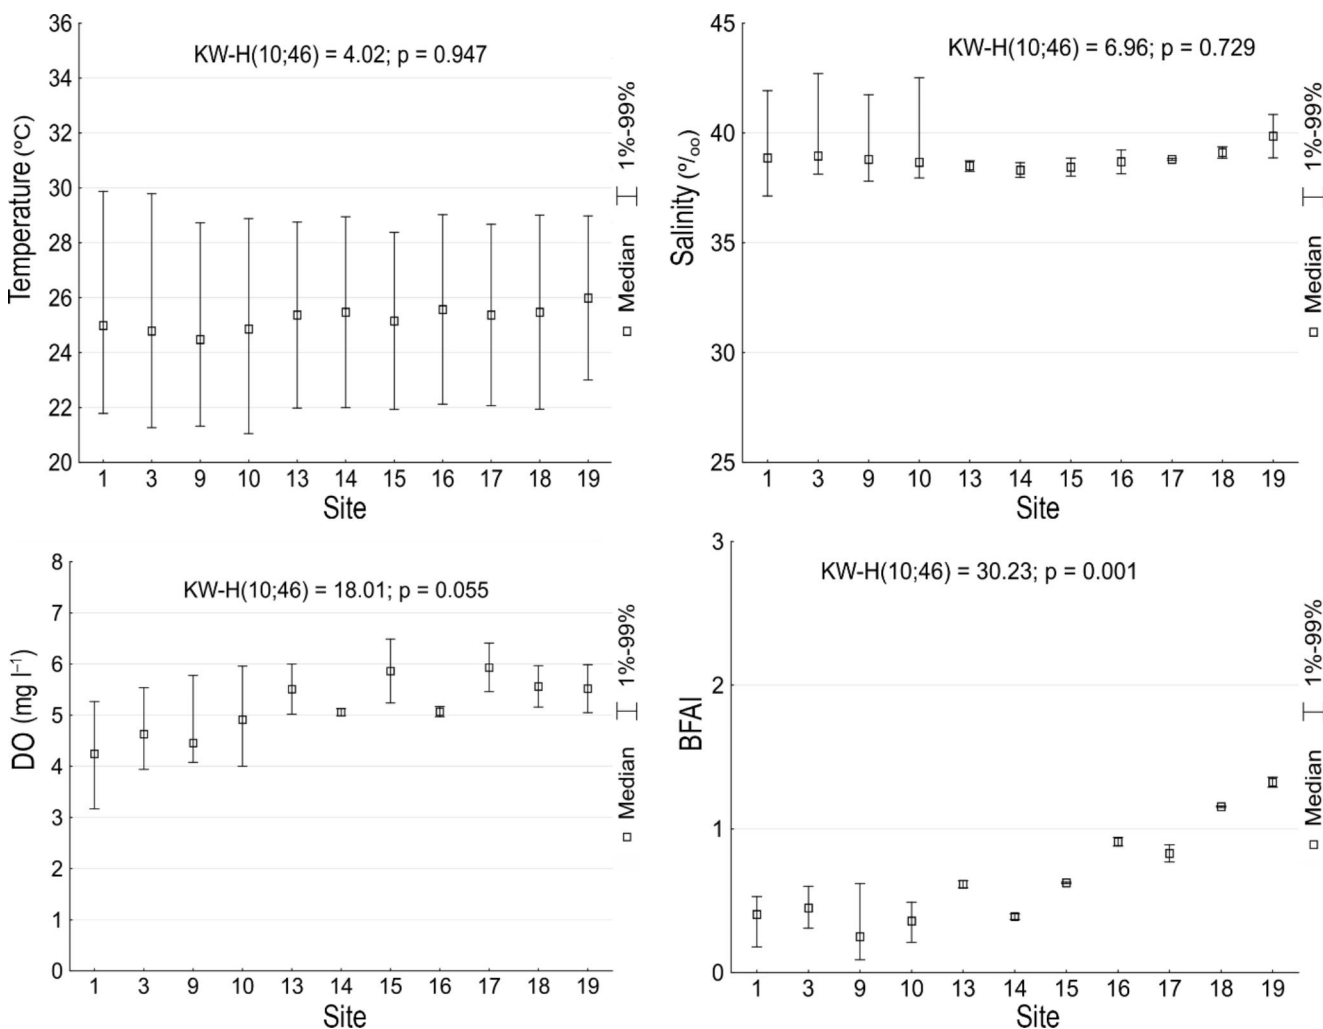 KW-H(10;46) = 4.02; p = 0.947
Temperature (ºC)
36
34
32
30
28
26
24
22
20
1 3 9 10 13 14 15 16 17 18 19
Site
Median 1%-99%
KW-H(10;46) = 6.96; p = 0.729
Salinity (°/₀₀)
45
40
35
30
25
1 3 9 10 13 14 15 16 17 18 19
Site
Median 1%-99%
KW-H(10;46) = 18.01; p = 0.055
DO (mg l⁻¹)
8
7
6
5
4
3
2
1
0
1 3 9 10 13 14 15 16 17 18 19
Site
Median 1%-99%
KW-H(10;46) = 30.23; p = 0.001
BFAI
3
2
1
0
1 3 9 10 13 14 15 16 17 18 19
Site
Median 1%-99%